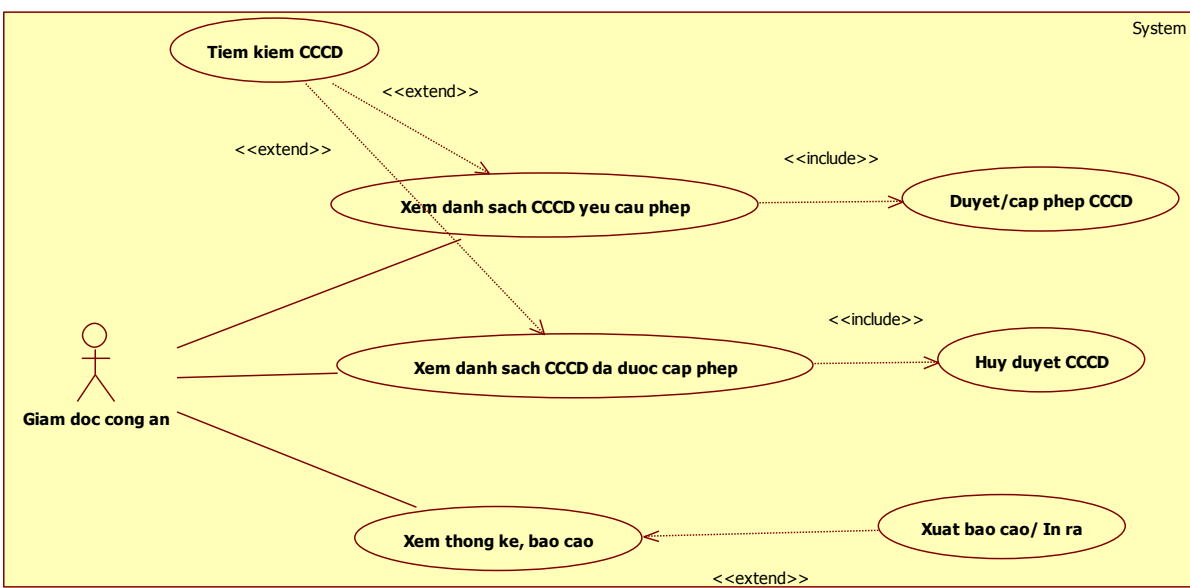 System
Tiem kiem CCCD
<<extend>>
<<extend>>
<<include>>
Xem danh sach CCCD yeu cau phep
Duyet/cap phep CCCD
<<include>>
Xem danh sach CCCD da duoc cap phep
Huy duyet CCCD
Giam doc cong an
Xem thong ke, bao cao
Xuat bao cao/ In ra
<<extend>>